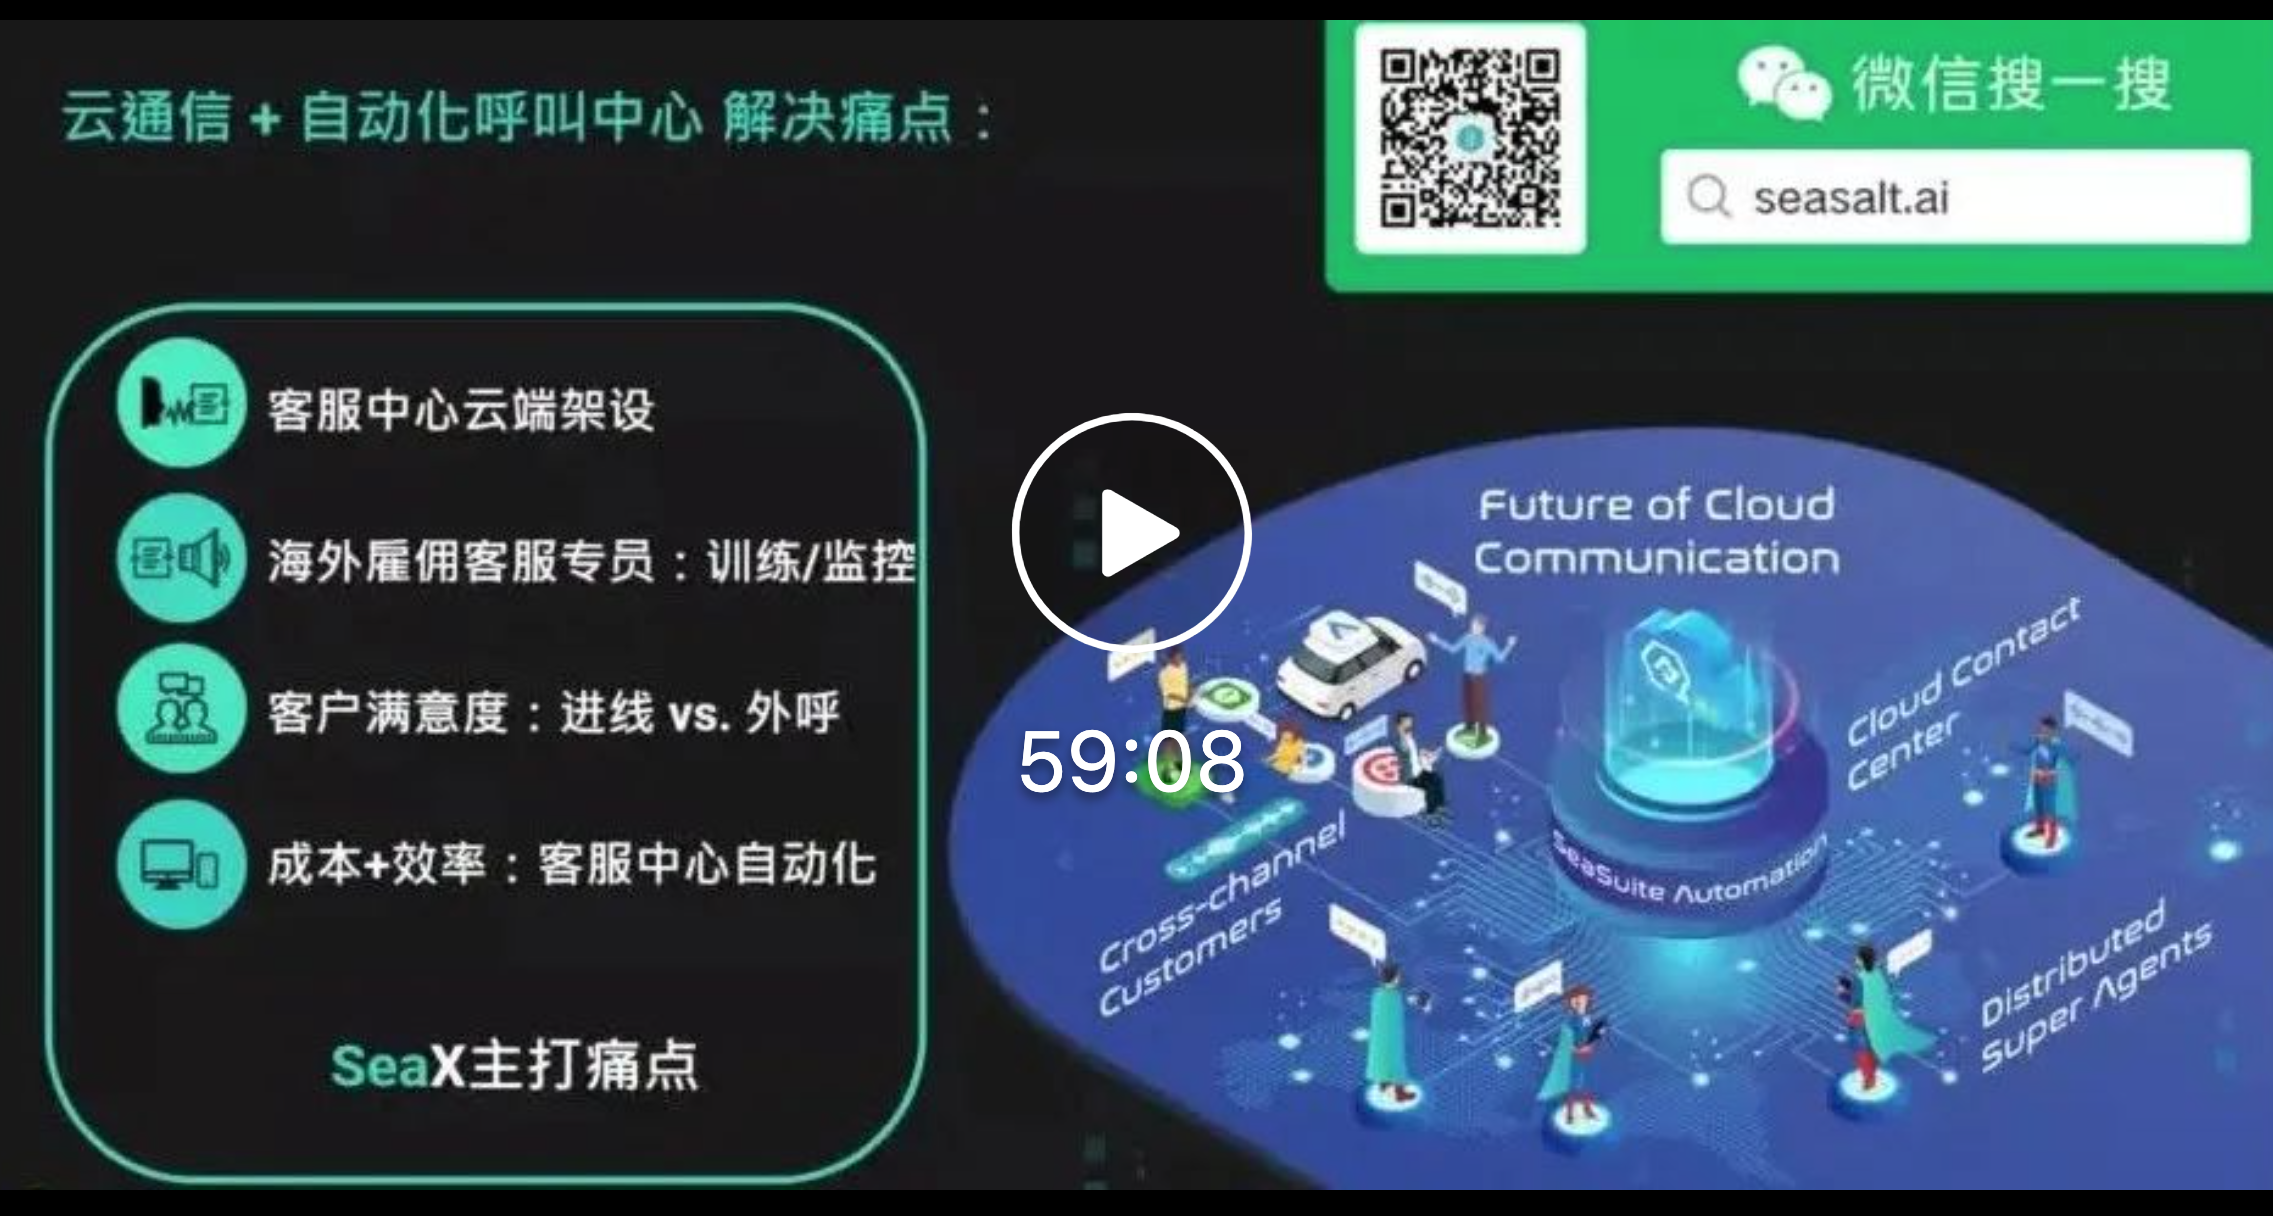 云通信 + 自动化呼叫中心 解决痛点：
微信搜一搜
seasalt.ai
客服中心云端架设
海外雇佣客服专员：训练/监控
客户满意度：进线 vs. 外呼
成本+效率：客服中心自动化
SeaX主打痛点
59:08
Future of Cloud
Communication
Cloud Contact
Center
SeaSuite Automation
Cross-channel
Customers
Distributed
Super Agents